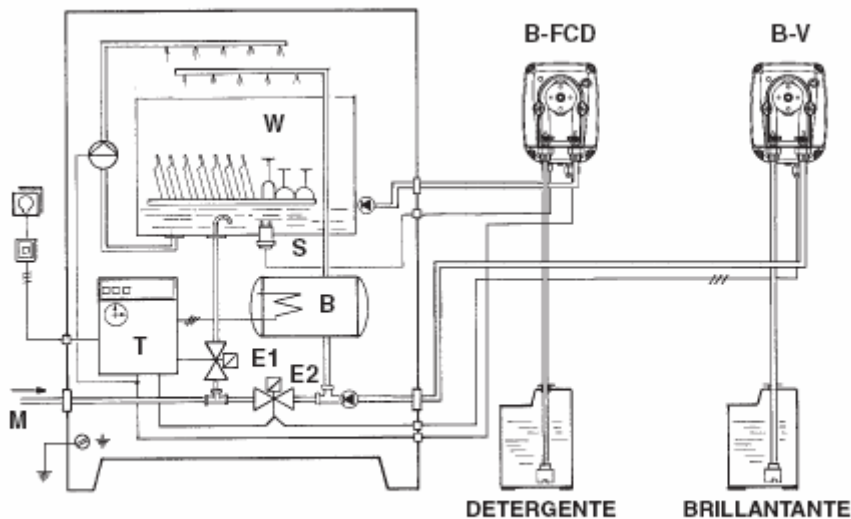 B-FCD
B-V
W
S
B
T
E1
E2
M
DETERGENTE
BRILLANTANTE